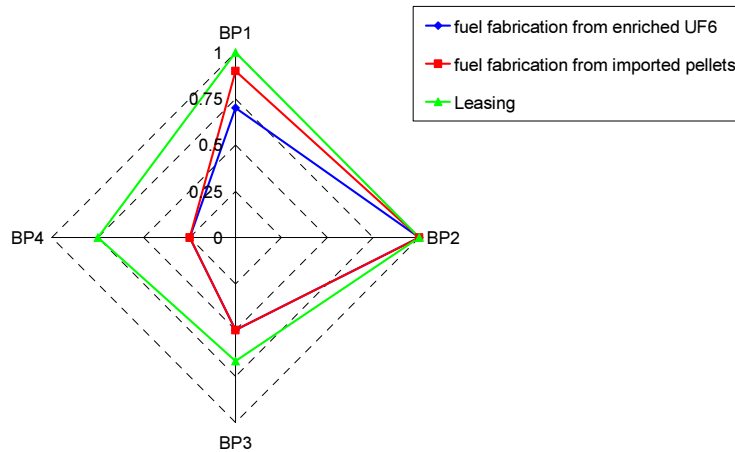 BP1
1
0.75
0.5
0.25
0
BP4
BP2
BP3
fuel fabrication from enriched UF6
fuel fabrication from imported pellets
Leasing